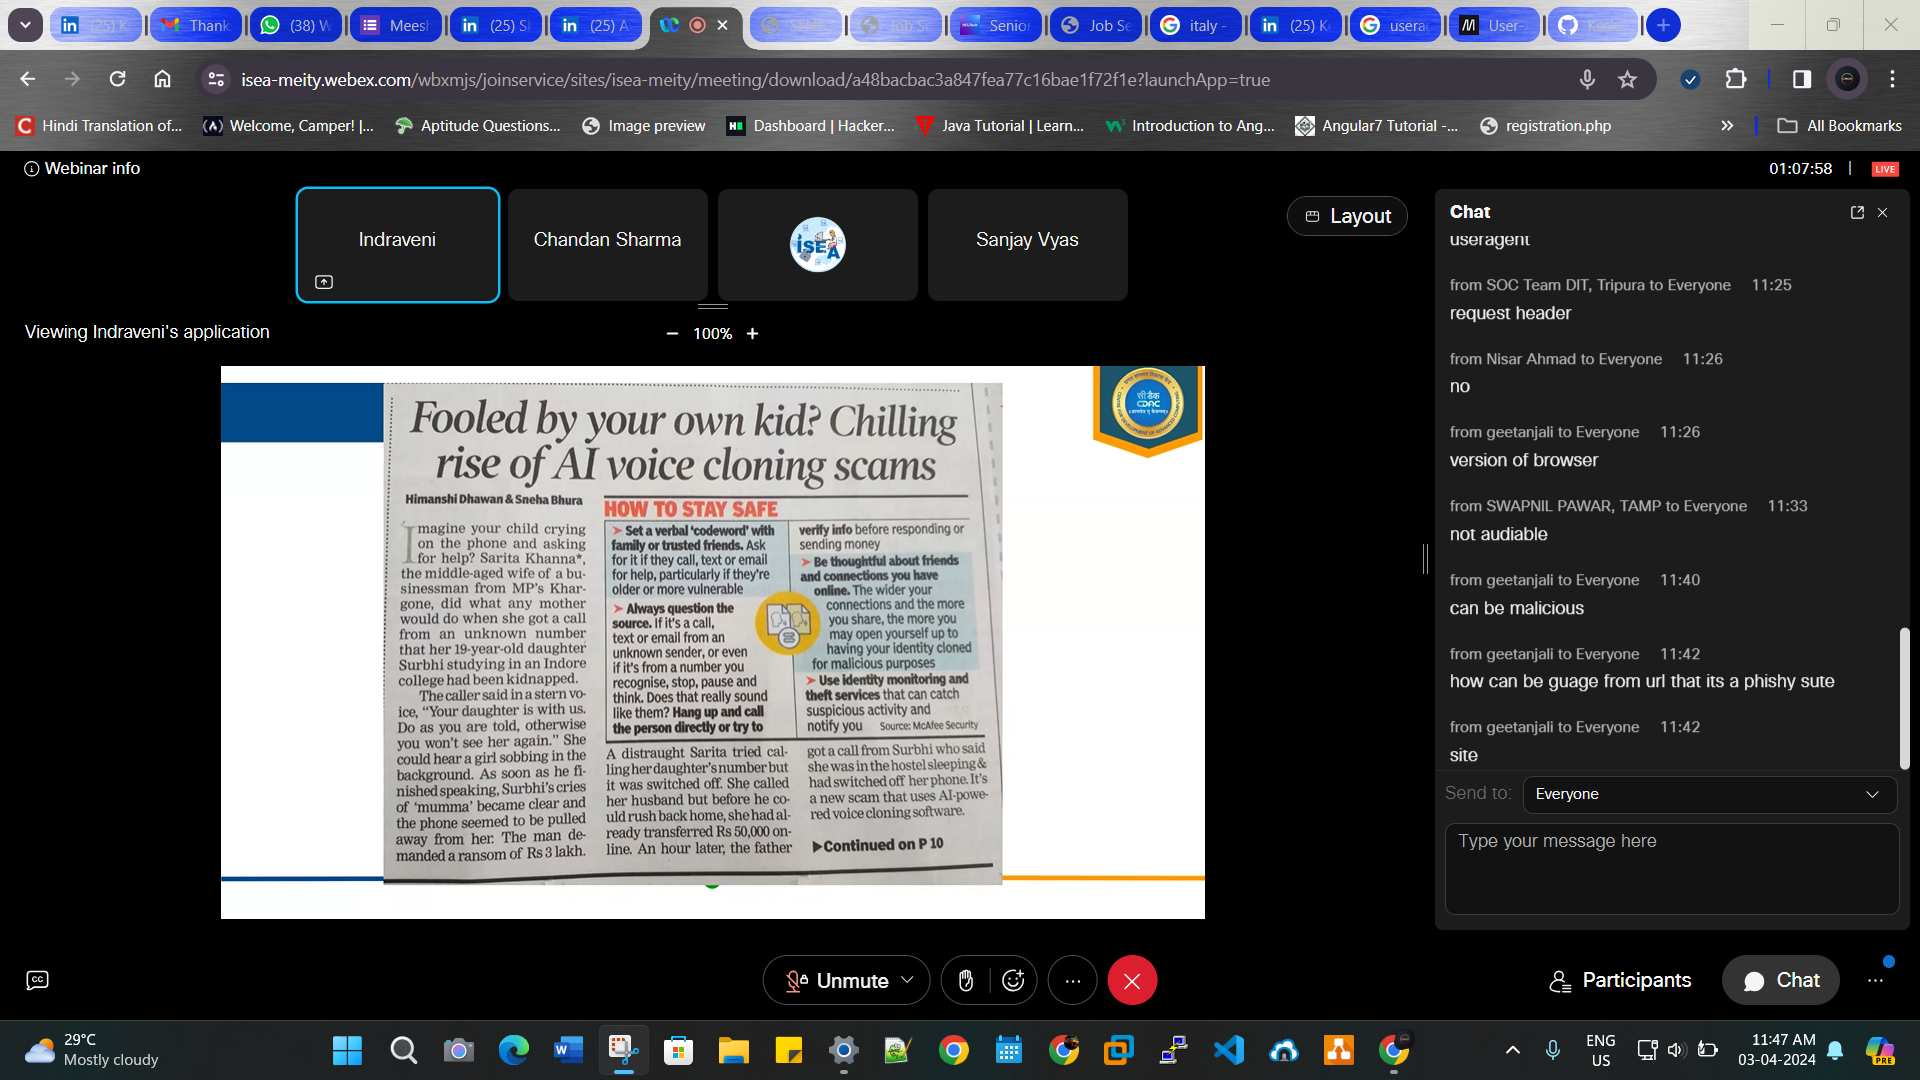 (25) K
Thank
(38) W
Meesh
(25) S
(25) A
Senior
Job Se
italy -
(25) K
usera
User-
isea-meity.webex.com/wbxmjs/joinservice/sites/isea-meity/meeting/download/a48bacbac3a847fea77c16bae1f72f1e?launchApp=true
Hindi Translation of...
Welcome, Camper! |...
Aptitude Questions...
Image preview
Dashboard | Hacker...
Java Tutorial | Learn...
Introduction to Ang...
Angular7 Tutorial -...
registration.php
All Bookmarks
Webinar info
01:07:58
LIVE
Indraveni
Chandan Sharma
ISEA
Sanjay Vyas
Layout
Viewing Indraveni's application
100%
सी डैक
CDAC
Fooled by your own kid? Chilling
rise of AI voice cloning scams
Himanshi Dhawan & Sneha Bhura
Imagine your child crying
on the phone and asking
for help? Sarita Khanna*,
the middle-aged wife of a bu-
sinessman from MP's Khar-
gone, did what any mother
would do when she got a call
from an unknown number
that her 19-year-old daughter
Surbhi studying in an Indore
college had been kidnapped.
The caller said in a stern vo-
ice, "Your daughter is with us.
Do as you are told, otherwise
you won't see her again." She
could hear a girl sobbing in the
background. As soon as he fi-
nished speaking, Surbhi's cries
of 'mumma' became clear and
the phone seemed to be pulled
away from her. The man de-
manded a ransom of Rs 3 lakh.
HOW TO STAY SAFE
➤ Set a verbal 'codeword' with
family or trusted friends. Ask
for it if they call, text or email
for help, particularly if they're
older or more vulnerable
➤ Always question the
source. If it's a call,
text or email from an
unknown sender, or even
if it's from a number you
recognise, stop, pause and
think. Does that really sound
like them? Hang up and call
the person directly or try to
verify info before responding or
sending money
➤ Be thoughtful about friends
and connections you have
online. The wider your
connections and the more
you share, the more you
may open yourself up to
having your identity cloned
for malicious purposes
➤ Use identity monitoring and
theft services that can catch
suspicious activity and
notify you Source: McAfee Security
A distraught Sarita tried cal-
ling her daughter's number but
it was switched off. She called
her husband but before he co-
uld rush back home, she had al-
ready transferred Rs 50,000 on-
line. An hour later, the father
got a call from Surbhi who said
she was in the hostel sleeping &
had switched off her phone. It's
a new scam that uses AI-powe-
red voice cloning software.
▶Continued on P 10
Chat
useragent
from SOC Team DIT, Tripura to Everyone 11:25
request header
from Nisar Ahmad to Everyone 11:26
no
from geetanjali to Everyone 11:26
version of browser
from SWAPNIL PAWAR, TAMP to Everyone 11:33
not audiable
from geetanjali to Everyone 11:40
can be malicious
from geetanjali to Everyone 11:42
how can be guage from url that its a phishy sute
from geetanjali to Everyone 11:42
site
Send to: Everyone
Type your message here
Unmute
Participants
Chat
29°C
Mostly cloudy
ENG
US
11:47 AM
03-04-2024